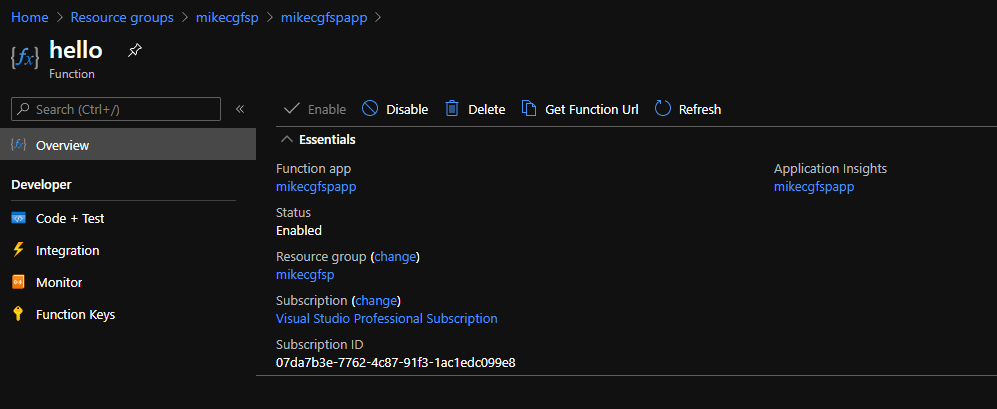 Home > Resource groups > mikecgfsp > mikecgfspapp >
hello
Function
Search (Ctrl+/)
«
Overview
Developer
Code + Test
Integration
Monitor
Function Keys
Enable Disable Delete Get Function Url Refresh
Essentials
Function app
mikecgfspapp
Status
Enabled
Resource group (change)
mikecgfsp
Subscription (change)
Visual Studio Professional Subscription
Subscription ID
07da7b3e-7762-4c87-91f3-1ac1edc099e8
Application Insights
mikecgfspapp